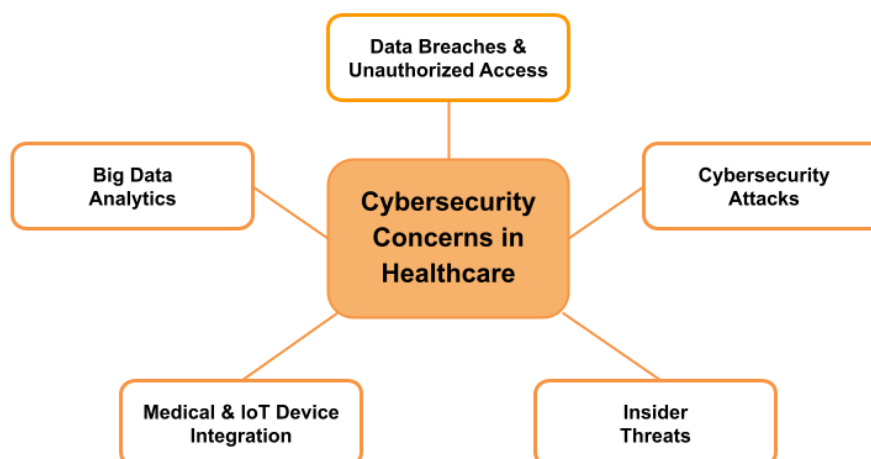 Data Breaches &
Unauthorized Access
Big Data
Analytics
Cybersecurity
Concerns in
Healthcare
Cybersecurity
Attacks
Medical & IoT Device
Integration
Insider
Threats